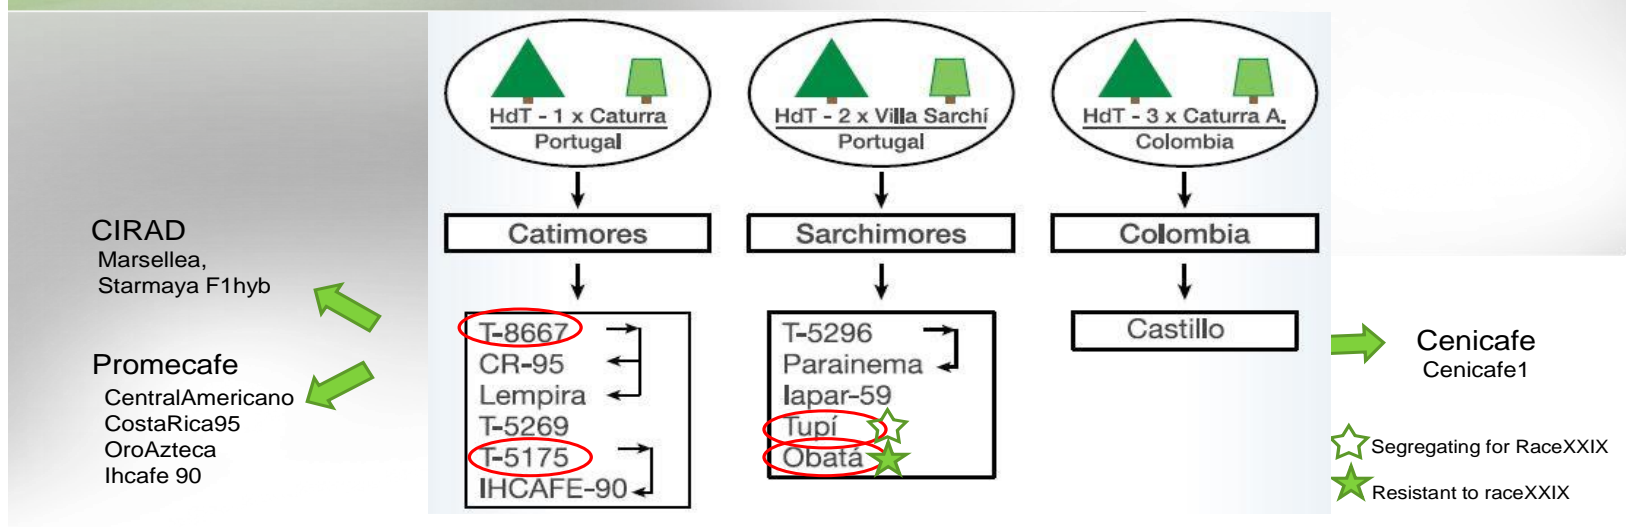 HdT - 1 x Caturra
Portugal
HdT - 2 x Villa Sarchí
Portugal
HdT - 3 x Caturra A.
Colombia
Catimores
Sarchimores
Colombia
CIRAD
Marsellea,
Starmaya F1hyb
Promecafe
CentralAmericano
CostaRica95
OroAzteca
Ihcafe 90
T-8667
CR-95
Lempira
T-5269
T-5175
IHCAFE-90
T-5296
Parainema
Iapar-59
Tupí
Obatá
Castillo
Cenicafe
Cenicafe1
Segregating for RaceXXIX
Resistant to raceXXIX